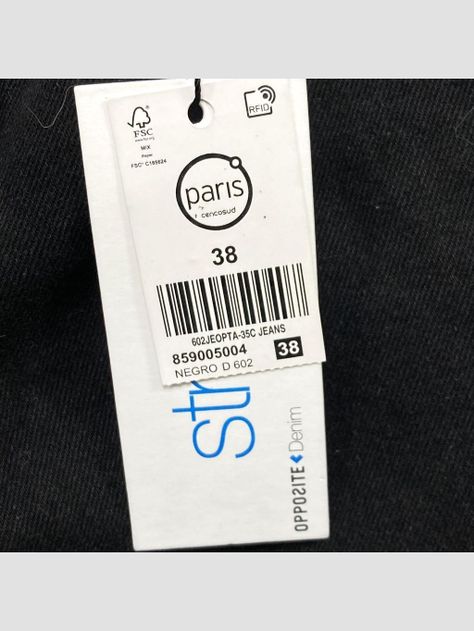 FSC
MIX
Paper
FSC® C185824
RFID
paris
cencosud
38
602JEOPTA-35C JEANS
859005004 38
NEGRO D 602
str
OPPOSITE Denim